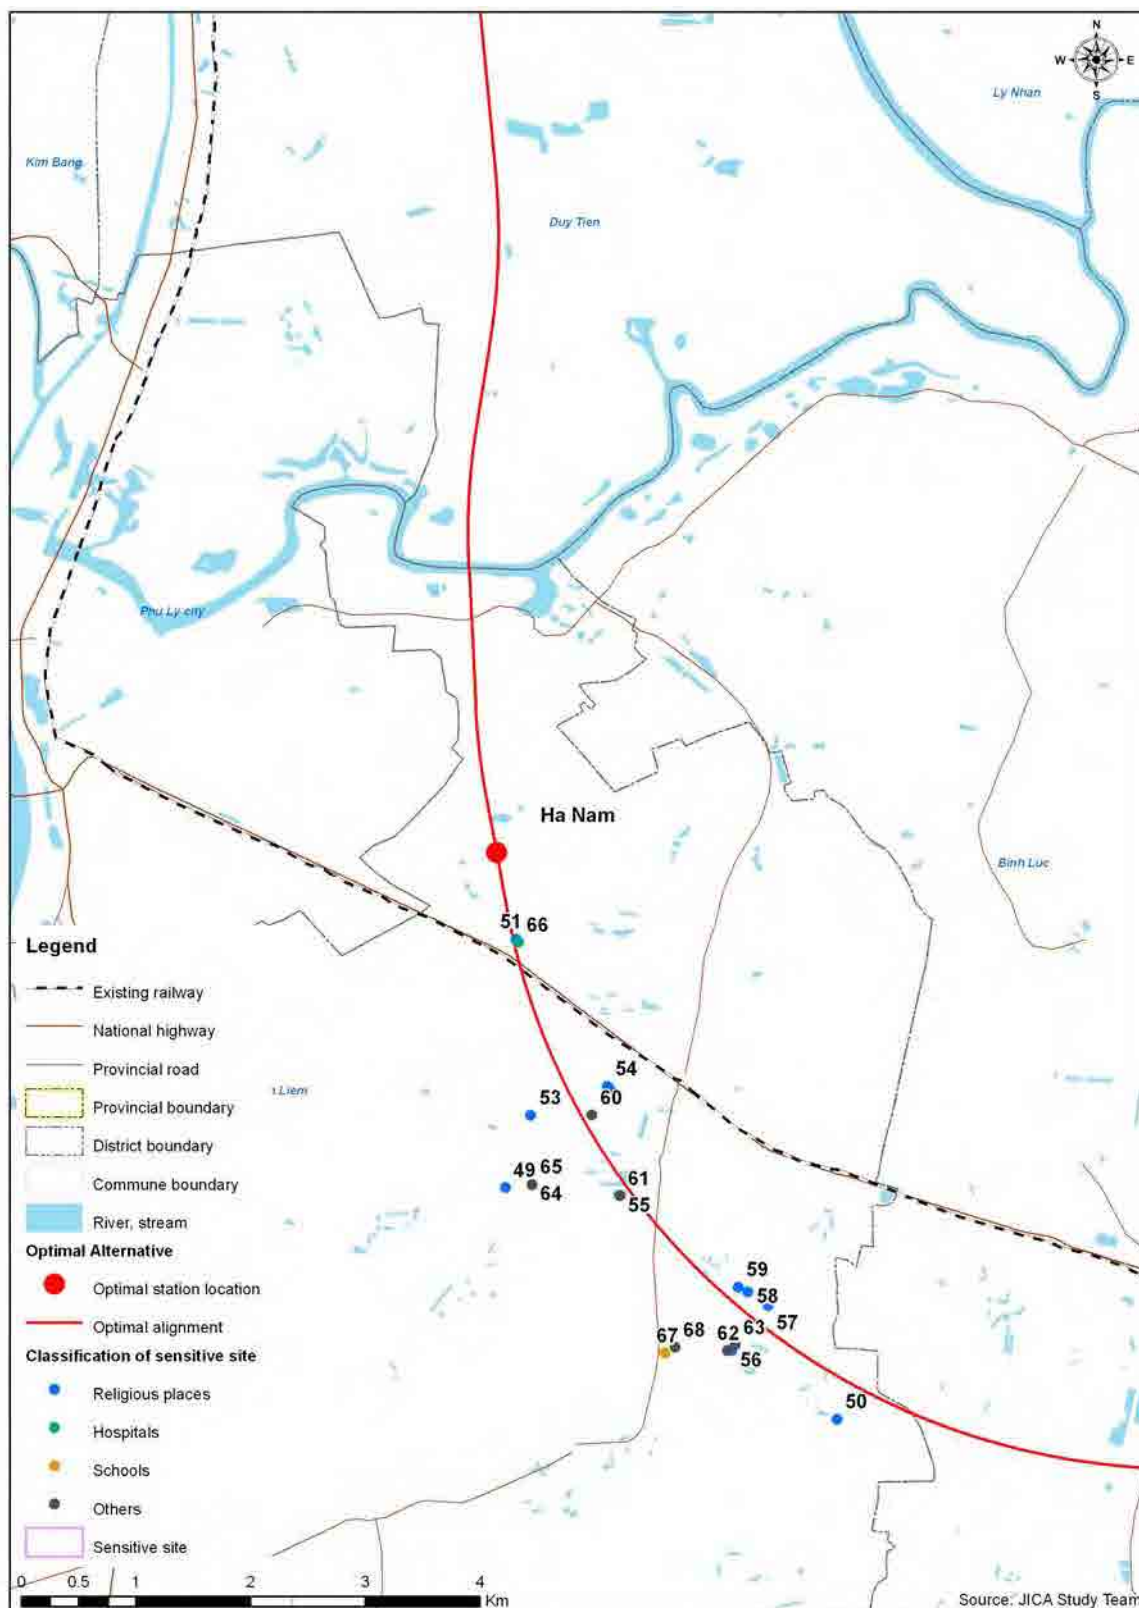 N
W E
S
Ly Nhan
Kim Bang
Duy Tien
Phu Ly city
Ha Nam
Binh Luc
51 66
Legend
Existing railway
National highway
Provincial road
54
Liem
53 60
Provincial boundary
District boundary
49 65
64
61
55
Commune boundary
River, stream
Optimal Alternative
Optimal station location
59
58
57
Optimal alignment
67 68 62 63
56
Classification of sensitive site
Religious places
50
Hospitals
Schools
Others
Sensitive site
0 0.5 1 2 3 4
Km
Source: JICA Study Team